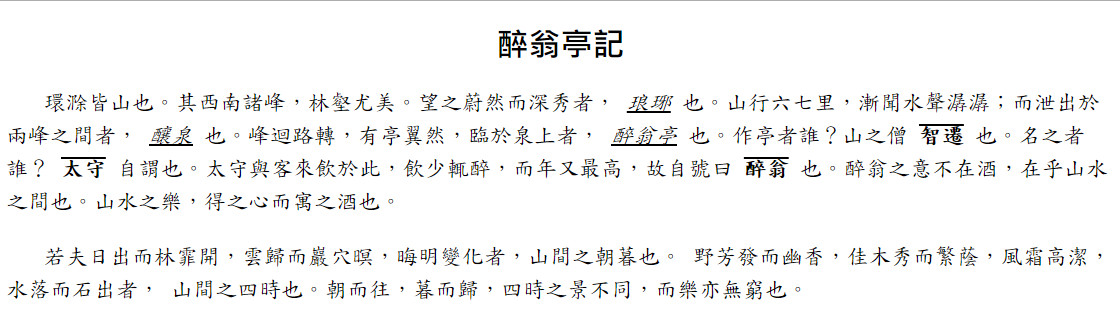 醉翁亭記
環滁皆山也。其西南諸峰，林壑尤美。望之蔚然而深秀者， 琅琊 也。山行六七里，漸聞水聲潺潺；而泄出於
兩峰之間者， 釀泉 也。峰迴路轉，有亭翼然，臨於泉上者， 醉翁亭 也。作亭者誰？山之僧 智遷 也。名之者
誰？ 太守 自謂也。太守與客來飲於此，飲少輒醉，而年又最高，故自號曰 醉翁 也。醉翁之意不在酒，在乎山水
之間也。山水之樂，得之心而寓之酒也。
若夫日出而林霏開，雲歸而巖穴暝，晦明變化者，山間之朝暮也。 野芳發而幽香，佳木秀而繁蔭，風霜高潔，
水落而石出者， 山間之四時也。朝而往，暮而歸，四時之景不同，而樂亦無窮也。